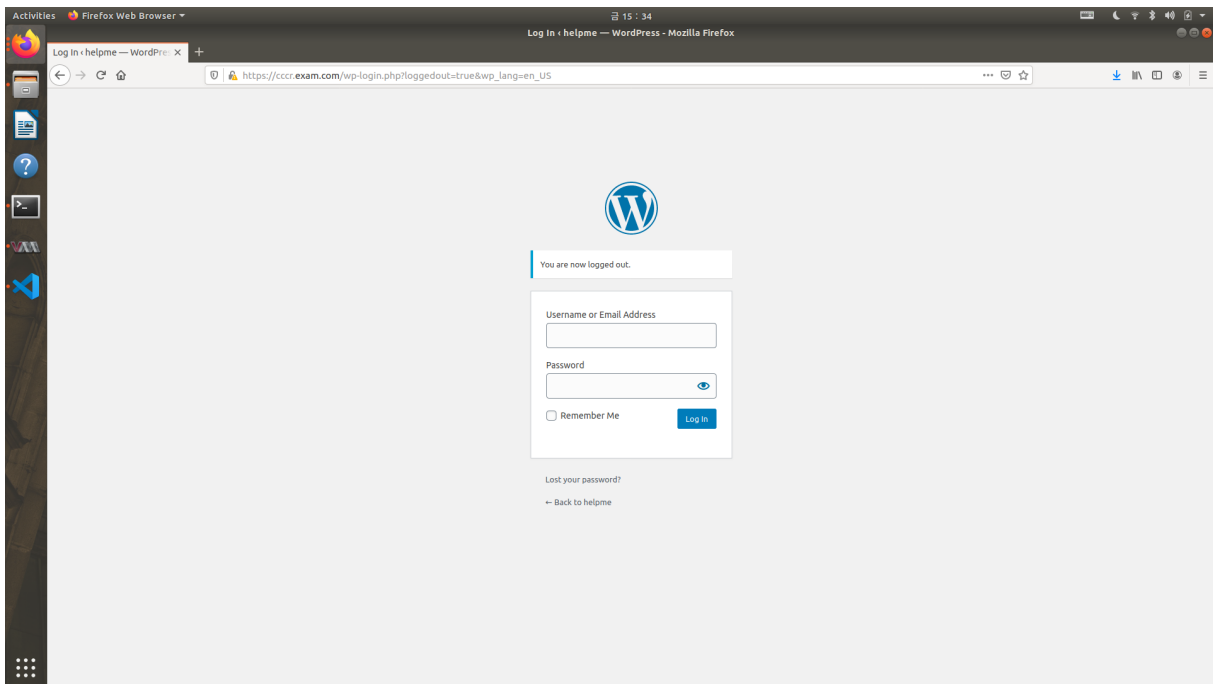 Activities Firefox Web Browser
금 15 : 34
Log In ‹ helpme — WordPress - Mozilla Firefox
Log In ‹ helpme — WordPre
https://cccr.exam.com/wp-login.php?loggedout=true&wp_lang=en_US
You are now logged out.
Username or Email Address
Password
Remember Me
Log In
Lost your password?
← Back to helpme